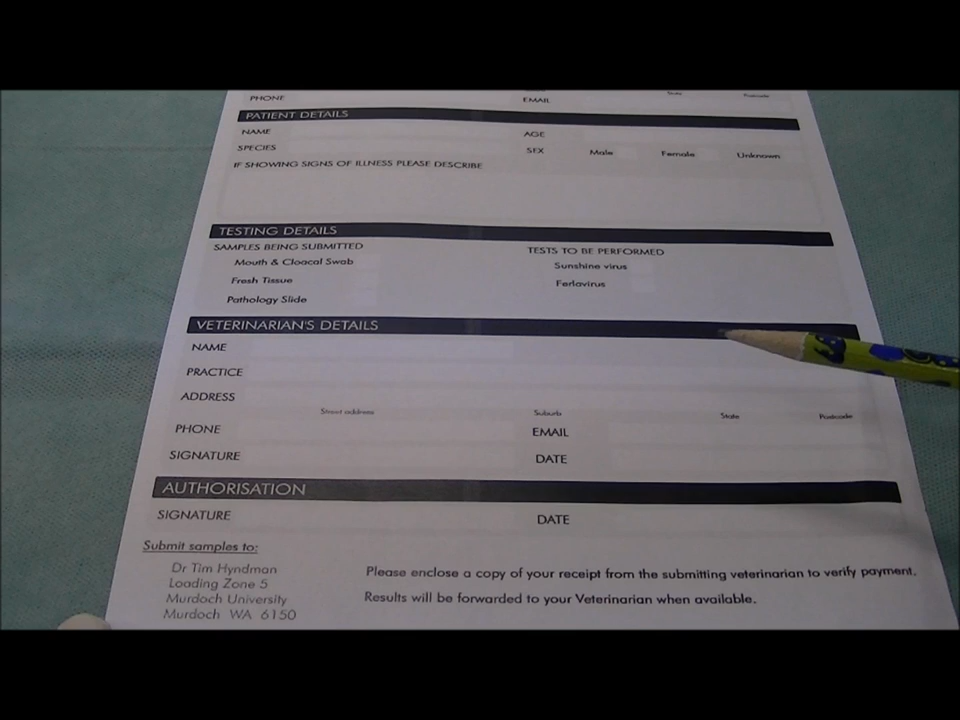 State Postcode
PHONE EMAIL
PATIENT DETAILS
NAME AGE
SPECIES SEX Male Female Unknown
IF SHOWING SIGNS OF ILLNESS PLEASE DESCRIBE
TESTING DETAILS
SAMPLES BEING SUBMITTED TESTS TO BE PERFORMED
Mouth & Cloacal Swab Sunshine virus
Fresh Tissue Ferlavirus
Pathology Slide
VETERINARIAN'S DETAILS
NAME
PRACTICE
ADDRESS
Street address Suburb State Postcode
PHONE EMAIL
SIGNATURE DATE
AUTHORISATION
SIGNATURE DATE
Submit samples to:
Dr Tim Hyndman
Loading Zone 5
Murdoch University
Murdoch WA 6150
Please enclose a copy of your receipt from the submitting veterinarian to verify payment.
Results will be forwarded to your Veterinarian when available.